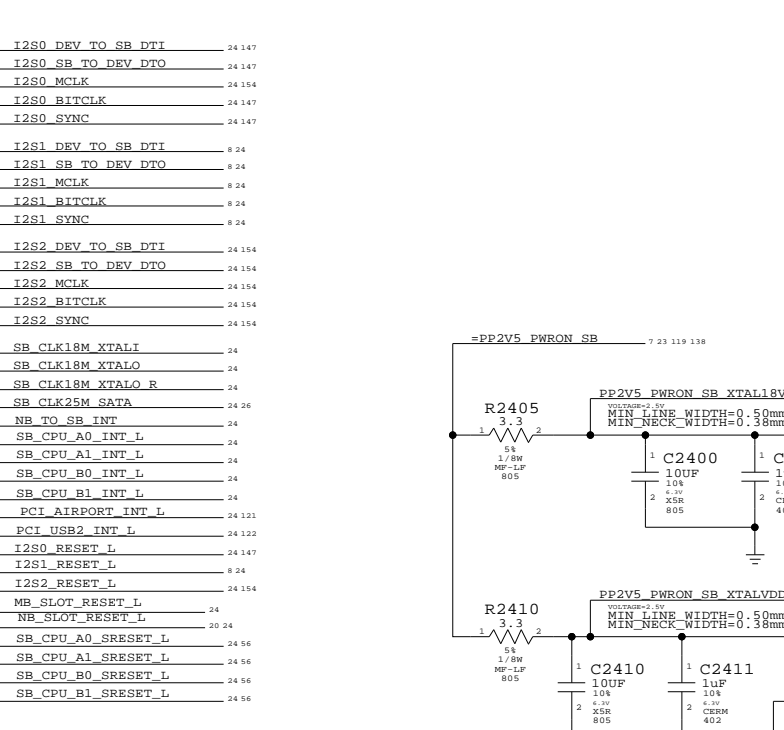 I2S0_DEV_TO_SB_DTI 24 147
I2S0_SB_TO_DEV_DTO 24 147
I2S0_MCLK 24 154
I2S0_BITCLK 24 147
I2S0_SYNC 24 147
I2S1_DEV_TO_SB_DTI 8 24
I2S1_SB_TO_DEV_DTO 8 24
I2S1_MCLK 8 24
I2S1_BITCLK 8 24
I2S1_SYNC 8 24
I2S2_DEV_TO_SB_DTI 24 154
I2S2_SB_TO_DEV_DTO 24 154
I2S2_MCLK 24 154
I2S2_BITCLK 24 154
I2S2_SYNC 24 154
SB_CLK18M_XTALI 24
SB_CLK18M_XTALO 24
SB_CLK18M_XTALO_R 24
SB_CLK25M_SATA 24 26
NB_TO_SB_INT 24
SB_CPU_A0_INT_L 24
SB_CPU_A1_INT_L 24
SB_CPU_B0_INT_L 24
SB_CPU_B1_INT_L 24
PCI_AIRPORT_INT_L 24 121
PCI_USB2_INT_L 24 122
I2S0_RESET_L 24 147
I2S1_RESET_L 8 24
I2S2_RESET_L 24 154
MB_SLOT_RESET_L 24
NB_SLOT_RESET_L 20 24
SB_CPU_A0_SRESET_L 24 56
SB_CPU_A1_SRESET_L 24 56
SB_CPU_B0_SRESET_L 24 56
SB_CPU_B1_SRESET_L 24 56
=PP2V5_PWRON_SB 7 23 119 138
PP2V5_PWRON_SB_XTAL18V
VOLTAGE=2.5V
MIN_LINE_WIDTH=0.50mm
MIN_NECK_WIDTH=0.38mm
R2405
3.3
1 2
5%
1/8W
MF-LF
805
1 C2400
10UF
10%
6.3V
2 X5R
805
1 C
2
PP2V5_PWRON_SB_XTALVDD
VOLTAGE=2.5V
MIN_LINE_WIDTH=0.50mm
MIN_NECK_WIDTH=0.38mm
R2410
3.3
1 2
5%
1/8W
MF-LF
805
1 C2410
10UF
10%
6.3V
2 X5R
805
1 C2411
1uF
10%
6.3V
2 CERM
402